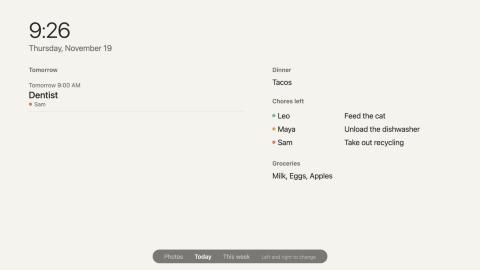 9:26
Thursday, November 19
Tomorrow
Tomorrow 9:00 AM
Dentist
Sam
Dinner
Tacos
Chores left
Leo Feed the cat
Maya Unload the dishwasher
Sam Take out recycling
Groceries
Milk, Eggs, Apples
Photos Today This week Left and right to change